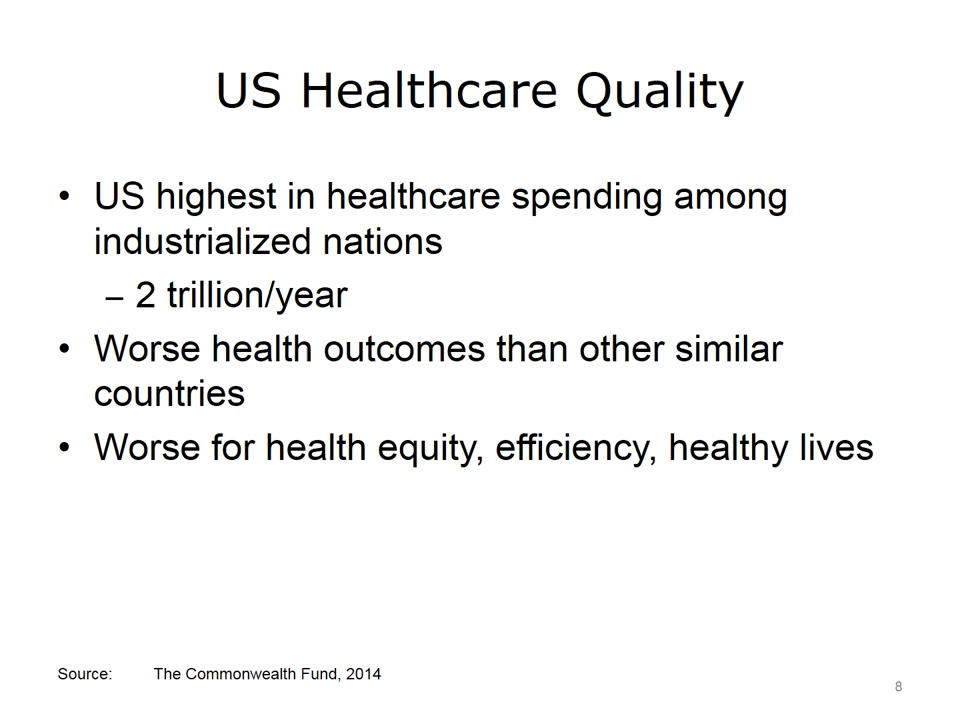 US Healthcare Quality
• US highest in healthcare spending among
industrialized nations
– 2 trillion/year
• Worse health outcomes than other similar
countries
• Worse for health equity, efficiency, healthy lives
Source: The Commonwealth Fund, 2014
8